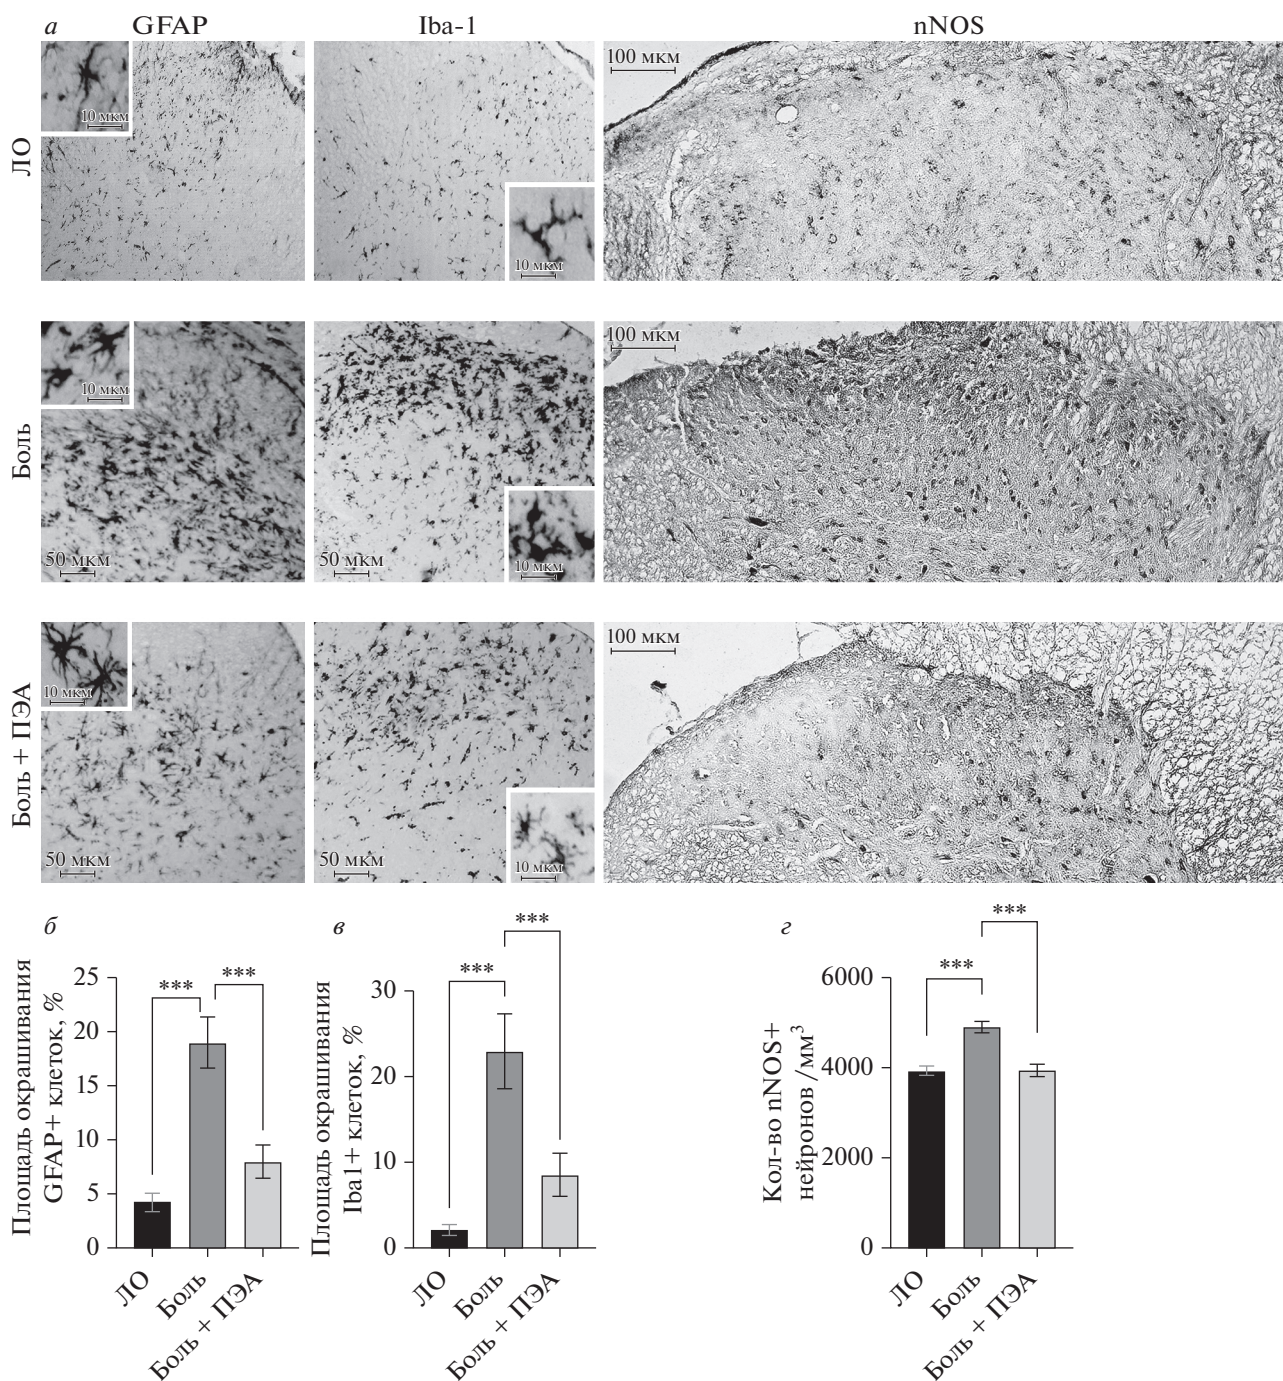 а GFAP Iba-1 nNOS
ЛО
10 мкм
10 мкм
100 мкм
Боль
10 мкм
50 мкм
10 мкм
50 мкм
100 мкм
Боль + ПЭА
10 мкм
50 мкм
10 мкм
50 мкм
100 мкм
б
Площадь окрашивания
GFAP+ клеток, %
25
20
15
10
5
0
***
***
ЛО
Боль
Боль + ПЭА
в
Площадь окрашивания
Iba1+ клеток, %
30
20
10
0
***
***
ЛО
Боль
Боль + ПЭА
г
Кол-во nNOS+
нейронов /мм³
6000
4000
2000
0
***
***
ЛО
Боль
Боль + ПЭА